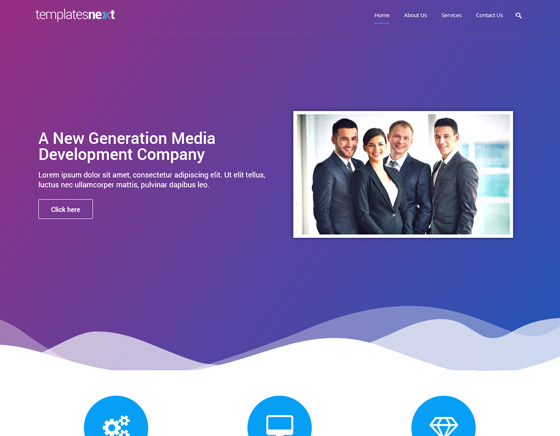 templatesnext
Home
About Us
Services
Contact Us
A New Generation Media
Development Company
Lorem ipsum dolor sit amet, consectetur adipiscing elit. Ut elit tellus,
luctus nec ullamcorper mattis, pulvinar dapibus leo.
Click here